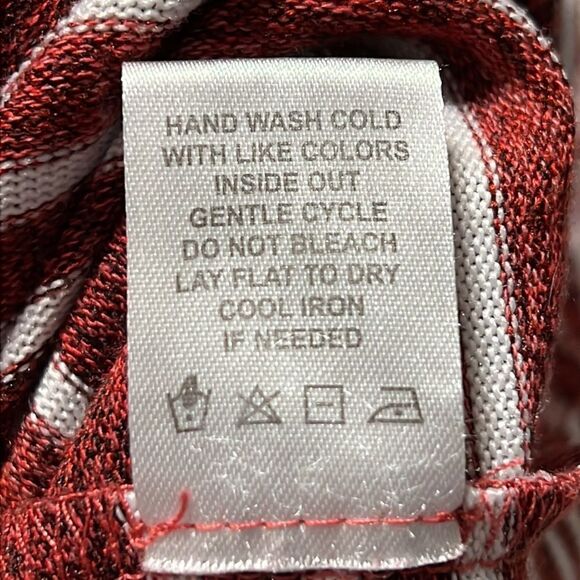 HAND WASH COLD
WITH LIKE COLORS
INSIDE OUT
GENTLE CYCLE
DO NOT BLEACH
LAY FLAT TO DRY
COOL IRON
IF NEEDED